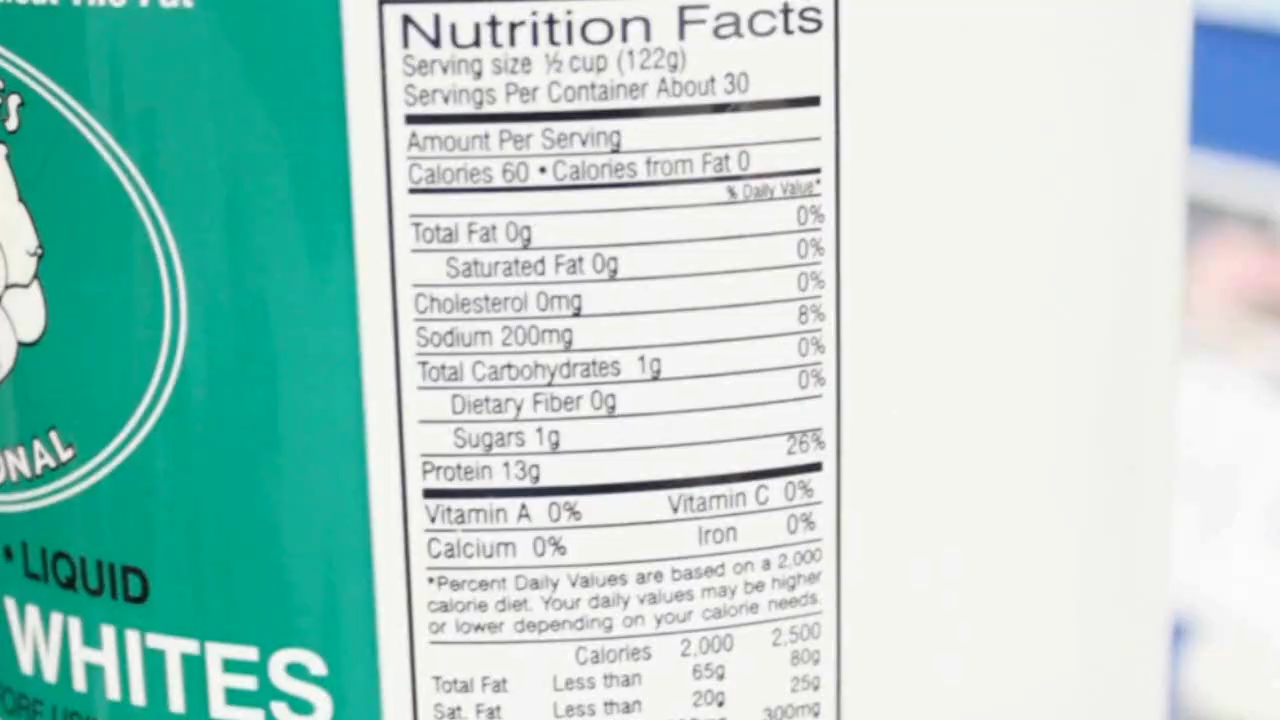 The Fat
NAL
• LIQUID
WHITES
Nutrition Facts
Serving size ½ cup (122g)
Servings Per Container About 30
Amount Per Serving
Calories 60 • Calories from Fat 0
% Daily Value*
Total Fat 0g 0%
Saturated Fat 0g 0%
Cholesterol 0mg 0%
Sodium 200mg 8%
Total Carbohydrates 1g 0%
Dietary Fiber 0g 0%
Sugars 1g
Protein 13g 26%
Vitamin A 0% Vitamin C 0%
Calcium 0% Iron 0%
*Percent Daily Values are based on a 2,000
calorie diet. Your daily values may be higher
or lower depending on your calorie needs.
Calories 2,000 2,500
Total Fat Less than 65g 80g
Sat. Fat Less than 20g 25g
300mg